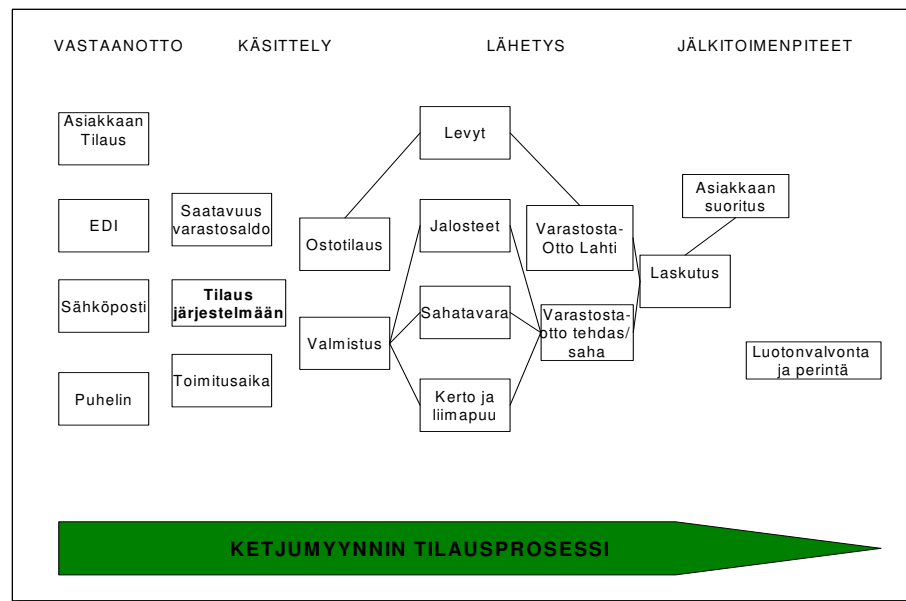 VASTAANOTTO
KÄSITTELY
LÄHETYS
JÄLKITOIMENPITEET
Asiakkaan
Tilaus
EDI
Sähköposti
Puhelin
Saatavuus
varastosaldo
Tilaus
järjestelmään
Toimitusaika
Ostotilaus
Valmistus
Levyt
Jalosteet
Sahatavara
Kerto ja
liimapuu
Varastosta-
Otto Lahti
Varastosta-
otto tehdas/
saha
Laskutus
Asiakkaan
suoritus
Luotonvalvonta
ja perintä
KETJUMYYNNIN TILAUSPROSESSI